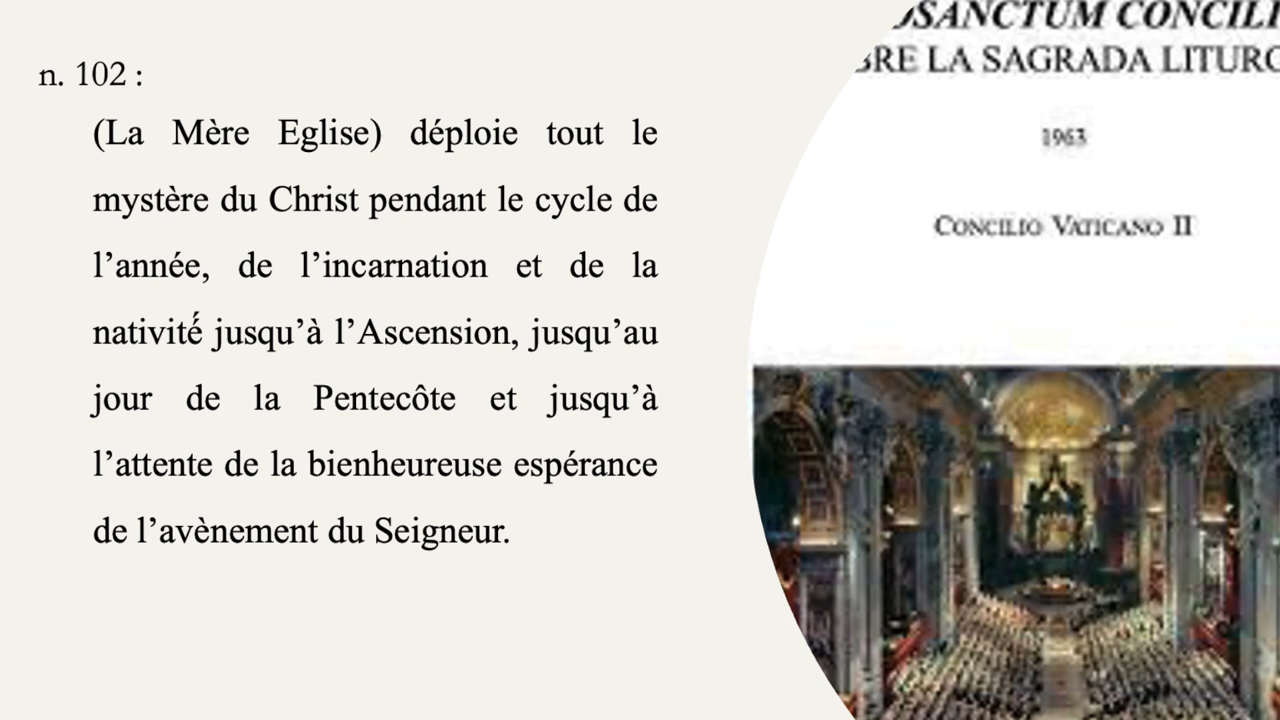 n. 102 :
(La Mère Eglise) déploie tout le
mystère du Christ pendant le cycle de
l’année, de l’incarnation et de la
nativité́ jusqu’à l’Ascension, jusqu’au
jour de la Pentecôte et jusqu’à
l’attente de la bienheureuse espérance
de l’avènement du Seigneur.
OSANCTUM CONCILI
BRE LA SAGRADA LITURG
1963
CONCILIO VATICANO II